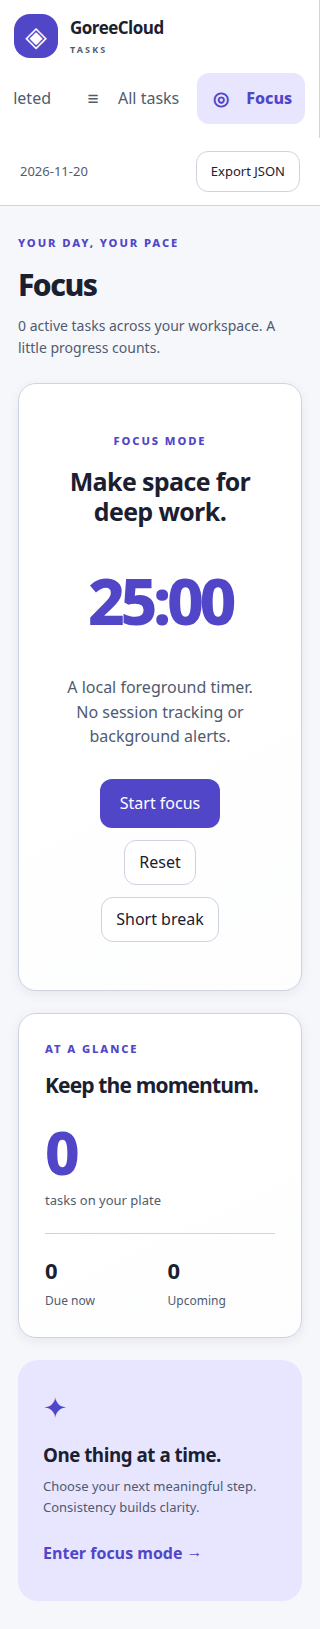 GoreeCloud
TASKS
leted ≡ All tasks ◎ Focus
2026-11-20 Export JSON
YOUR DAY, YOUR PACE
Focus
0 active tasks across your workspace. A
little progress counts.
FOCUS MODE
Make space for
deep work.
25:00
A local foreground timer.
No session tracking or
background alerts.
Start focus
Reset
Short break
AT A GLANCE
Keep the momentum.
0
tasks on your plate
0 0
Due now Upcoming
One thing at a time.
Choose your next meaningful step.
Consistency builds clarity.
Enter focus mode →